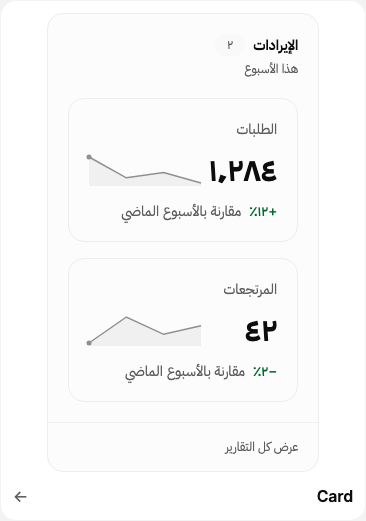 الإيرادات ٢
هذا الأسبوع
الطلبات
١٬٢٨٤
+١٢٪ مقارنة بالأسبوع الماضي
المرتجعات
٤٢
−٢٪ مقارنة بالأسبوع الماضي
عرض كل التقارير
Card